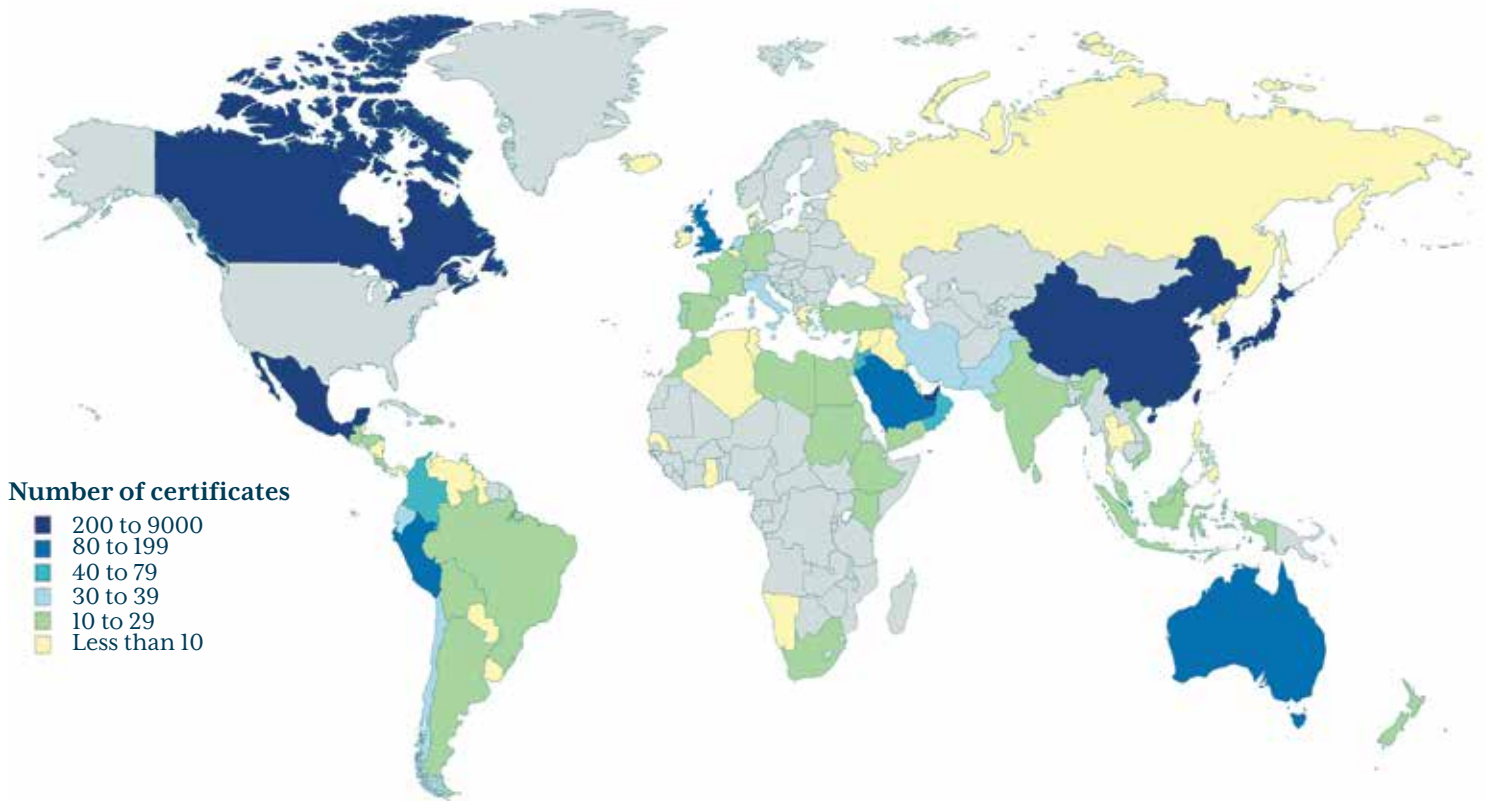 Number of certificates
200 to 9000
80 to 199
40 to 79
30 to 39
10 to 29
Less than 10